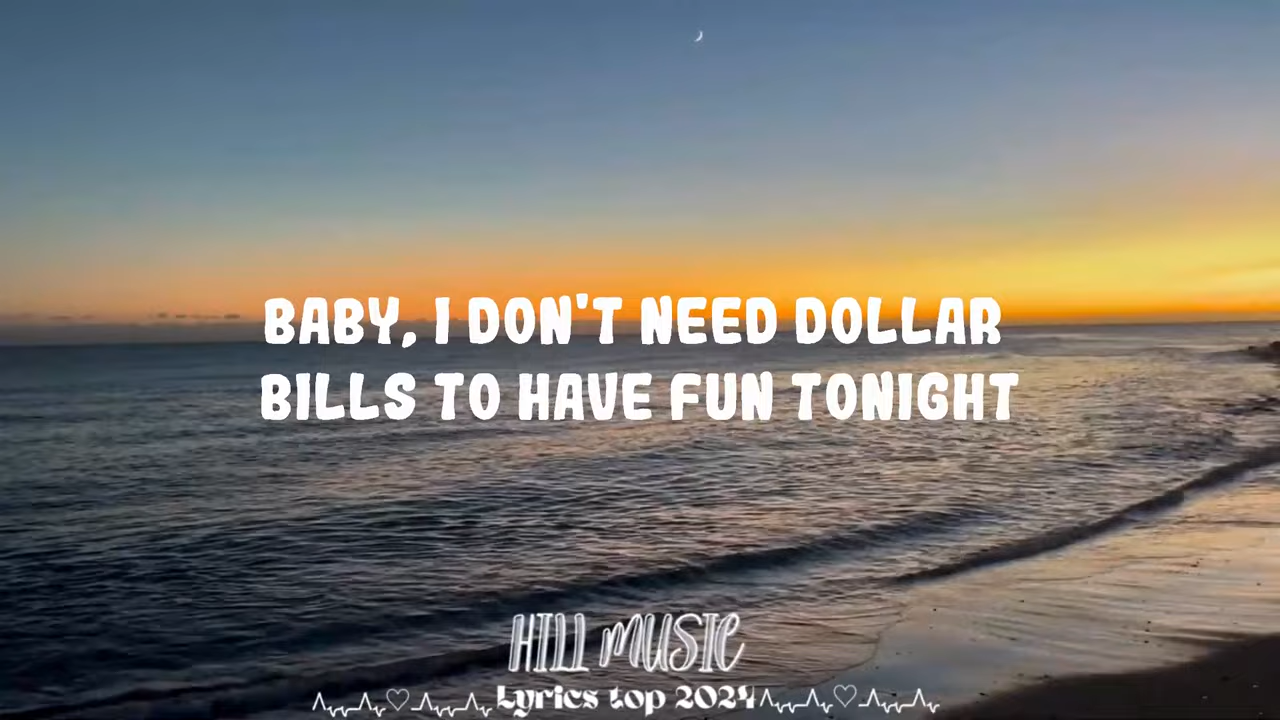 BABY, I DON'T NEED DOLLAR
BILLS TO HAVE FUN TONIGHT
HILL MUSIC
Lyrics top 2024